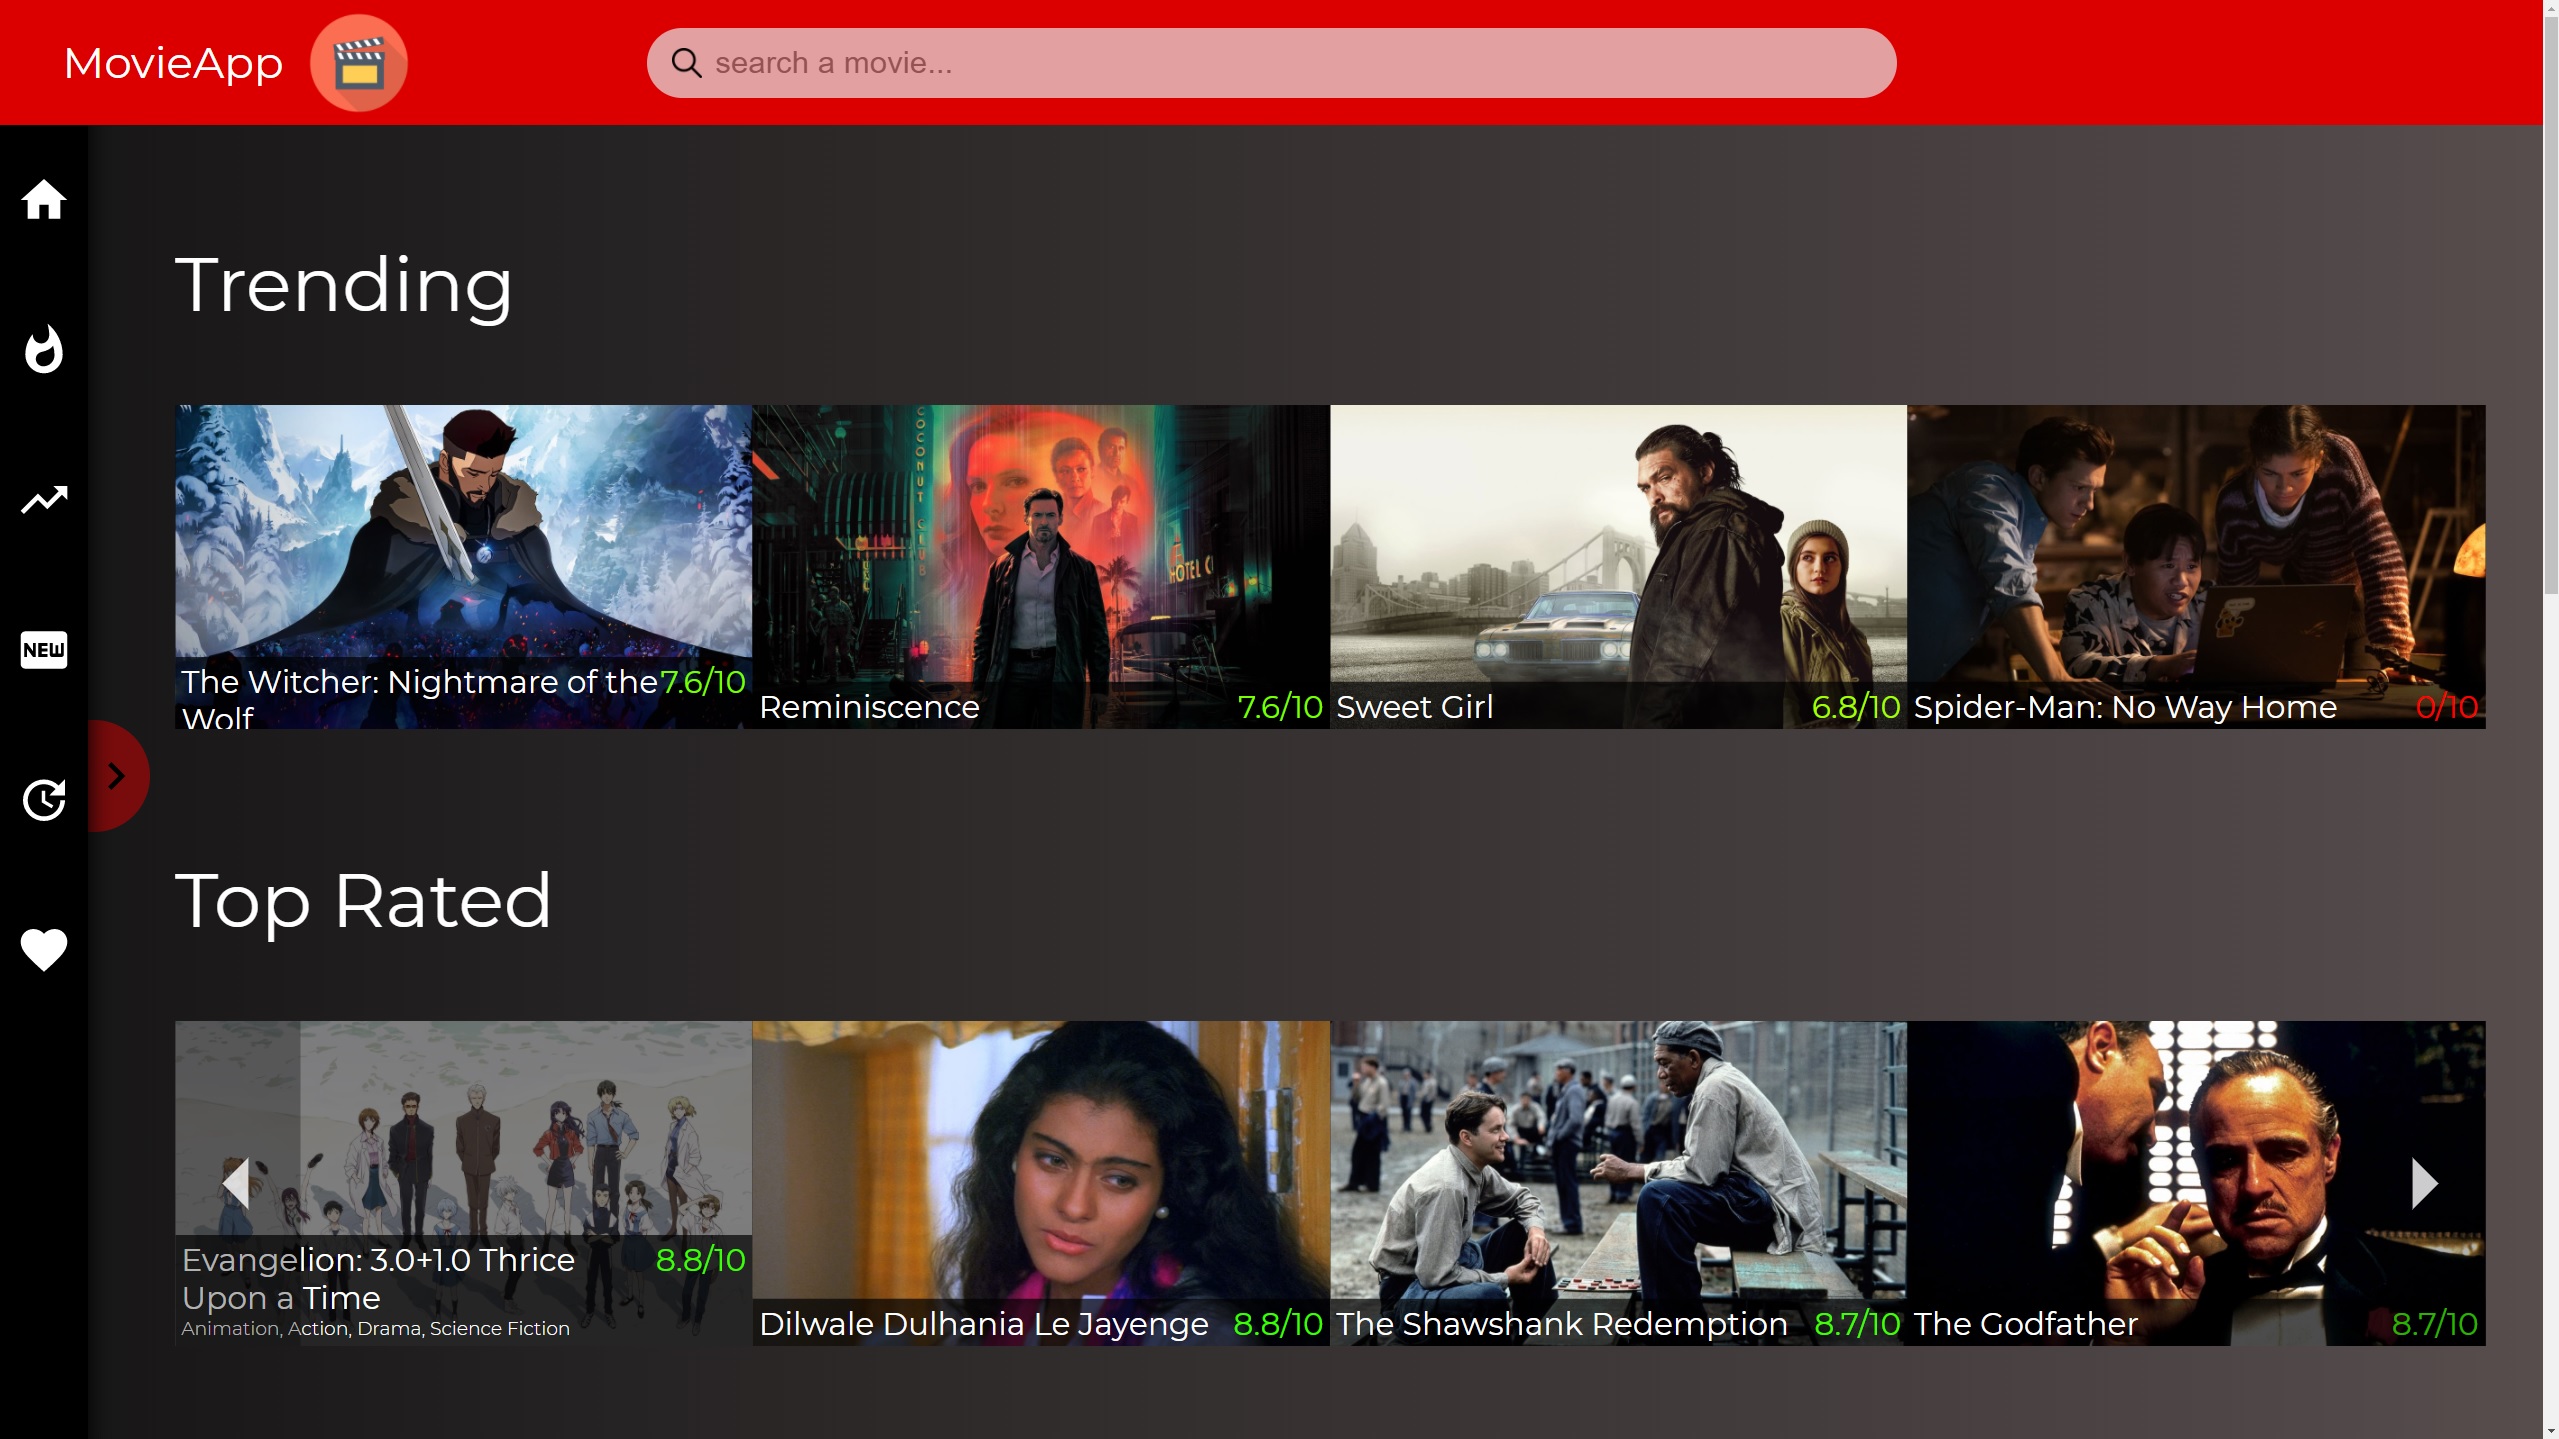 MovieApp
search a movie...
NEW
Trending
COCONUT CLUB
HOTEL C
The Witcher: Nightmare of the 7.6/10
Wolf
Reminiscence 7.6/10
Sweet Girl 6.8/10
Spider-Man: No Way Home 0/10
Top Rated
Evangelion: 3.0+1.0 Thrice 8.8/10
Upon a Time
Animation, Action, Drama, Science Fiction
Dilwale Dulhania Le Jayenge 8.8/10
The Shawshank Redemption 8.7/10
The Godfather 8.7/10